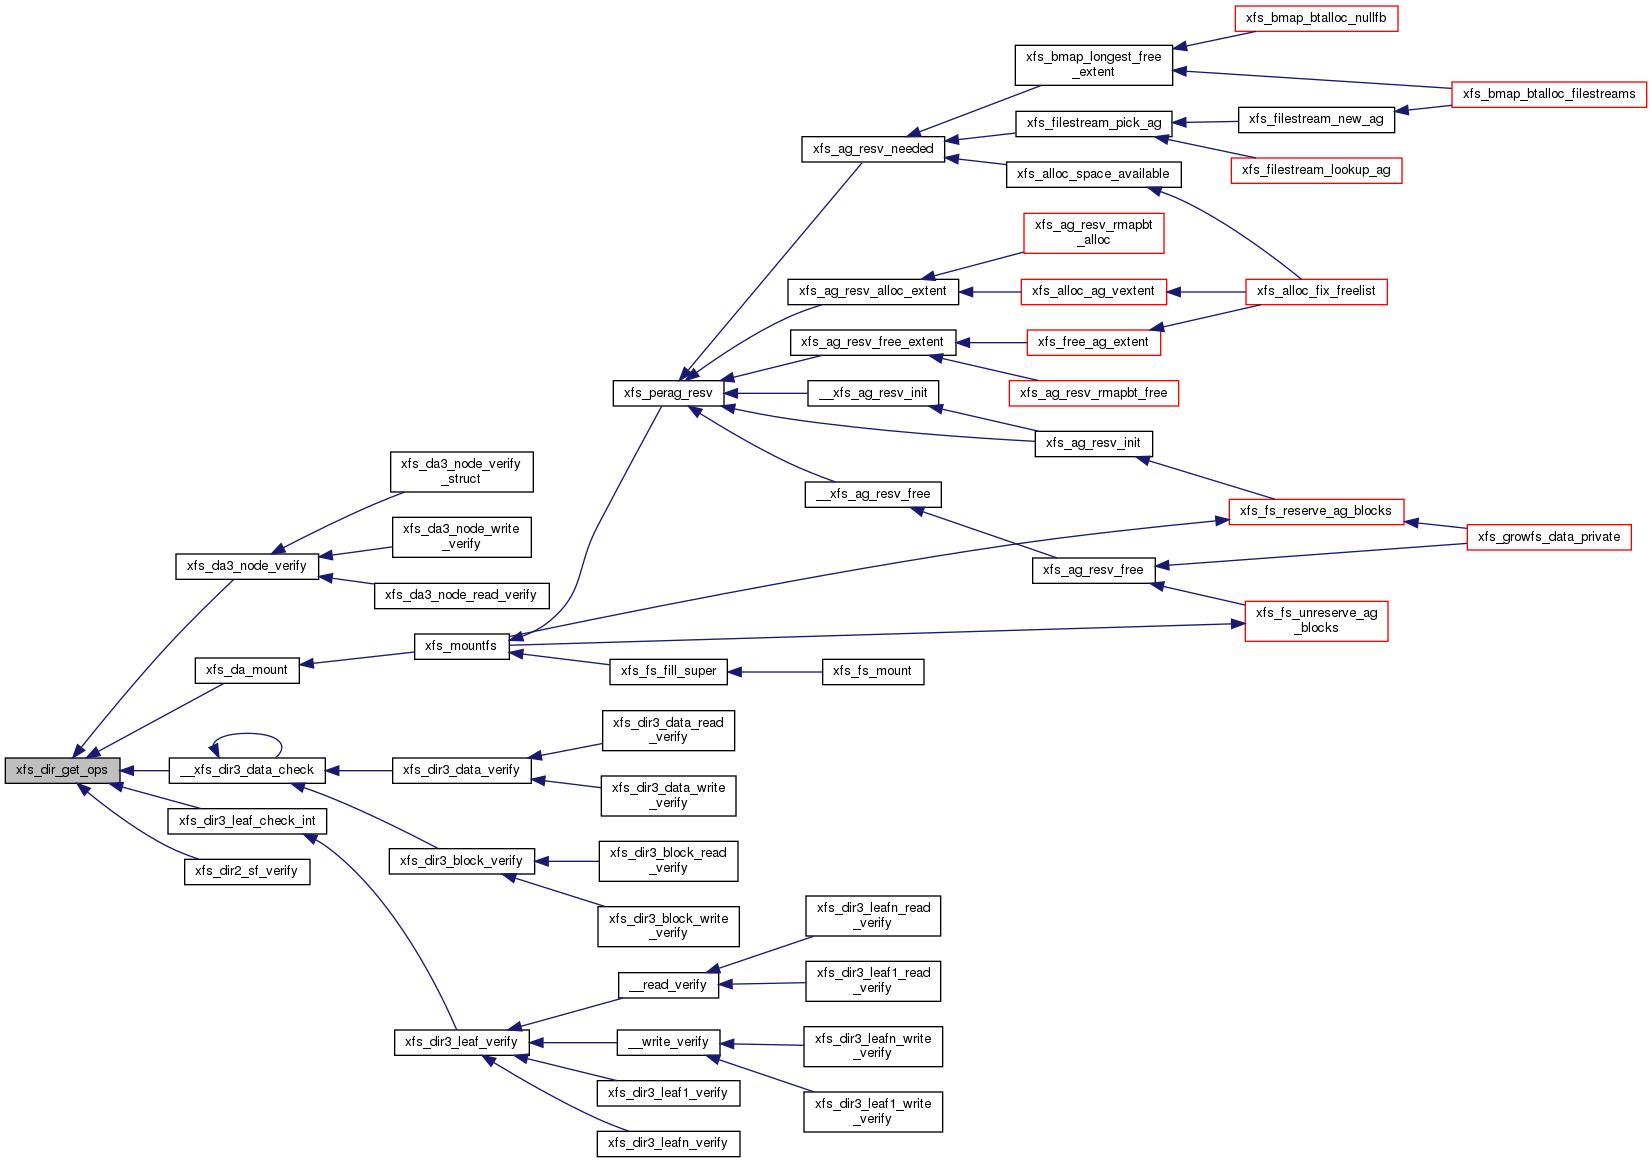 xfs_bmap_btalloc_nullfb
xfs_bmap_longest_free
_extent
xfs_bmap_btalloc_filestreams
xfs_filestream_pick_ag
xfs_filestream_new_ag
xfs_ag_resv_needed
xfs_filestream_lookup_ag
xfs_alloc_space_available
xfs_ag_resv_rmapbt
_alloc
xfs_ag_resv_alloc_extent
xfs_alloc_ag_vextent
xfs_alloc_fix_freelist
xfs_ag_resv_free_extent
xfs_free_ag_extent
xfs_perag_resv
__xfs_ag_resv_init
xfs_ag_resv_rmapbt_free
xfs_ag_resv_init
xfs_da3_node_verify
_struct
__xfs_ag_resv_free
xfs_fs_reserve_ag_blocks
xfs_da3_node_write
_verify
xfs_growfs_data_private
xfs_da3_node_verify
xfs_ag_resv_free
xfs_da3_node_read_verify
xfs_fs_unreserve_ag
_blocks
xfs_mountfs
xfs_da_mount
xfs_fs_fill_super
xfs_fs_mount
xfs_dir3_data_read
_verify
xfs_dir_get_ops
__xfs_dir3_data_check
xfs_dir3_data_verify
xfs_dir3_data_write
_verify
xfs_dir3_leaf_check_int
xfs_dir3_block_verify
xfs_dir3_block_read
_verify
xfs_dir2_sf_verify
xfs_dir3_block_write
_verify
xfs_dir3_leafn_read
_verify
__read_verify
xfs_dir3_leaf1_read
_verify
xfs_dir3_leaf_verify
__write_verify
xfs_dir3_leafn_write
_verify
xfs_dir3_leaf1_verify
xfs_dir3_leaf1_write
_verify
xfs_dir3_leafn_verify